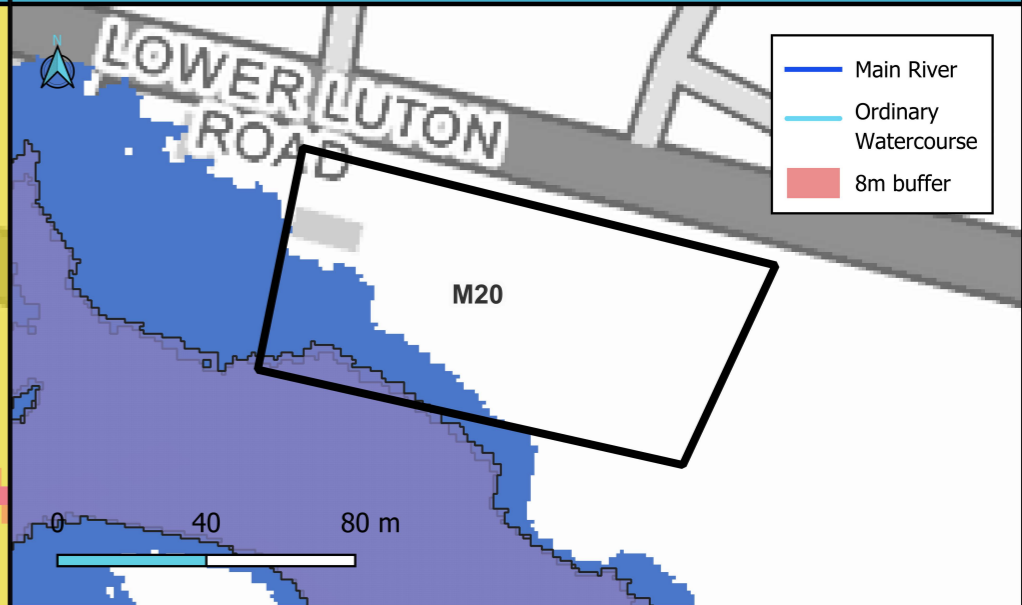 N
LOWER LUTON
ROAD
Main River
Ordinary
Watercourse
8m buffer
M20
0 40 80 m